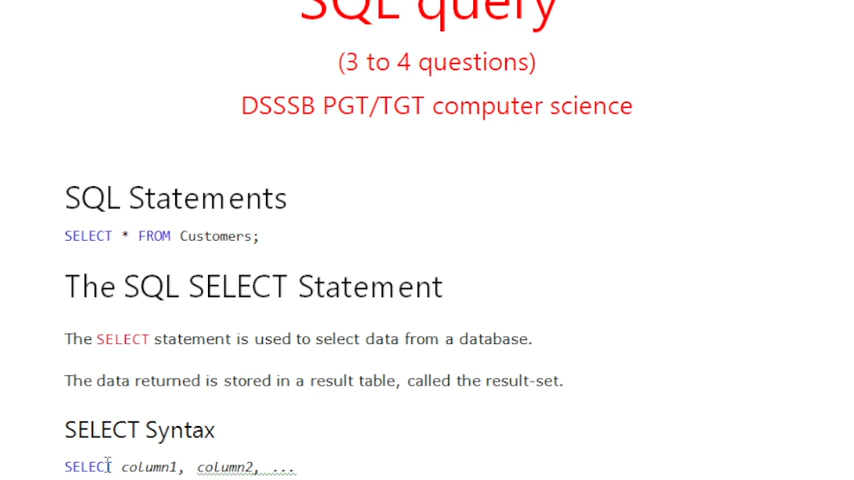 SQL query
(3 to 4 questions)
DSSSB PGT/TGT computer science
SQL Statements
SELECT * FROM Customers;
The SQL SELECT Statement
The SELECT statement is used to select data from a database.
The data returned is stored in a result table, called the result-set.
SELECT Syntax
SELECT column1, column2, ...